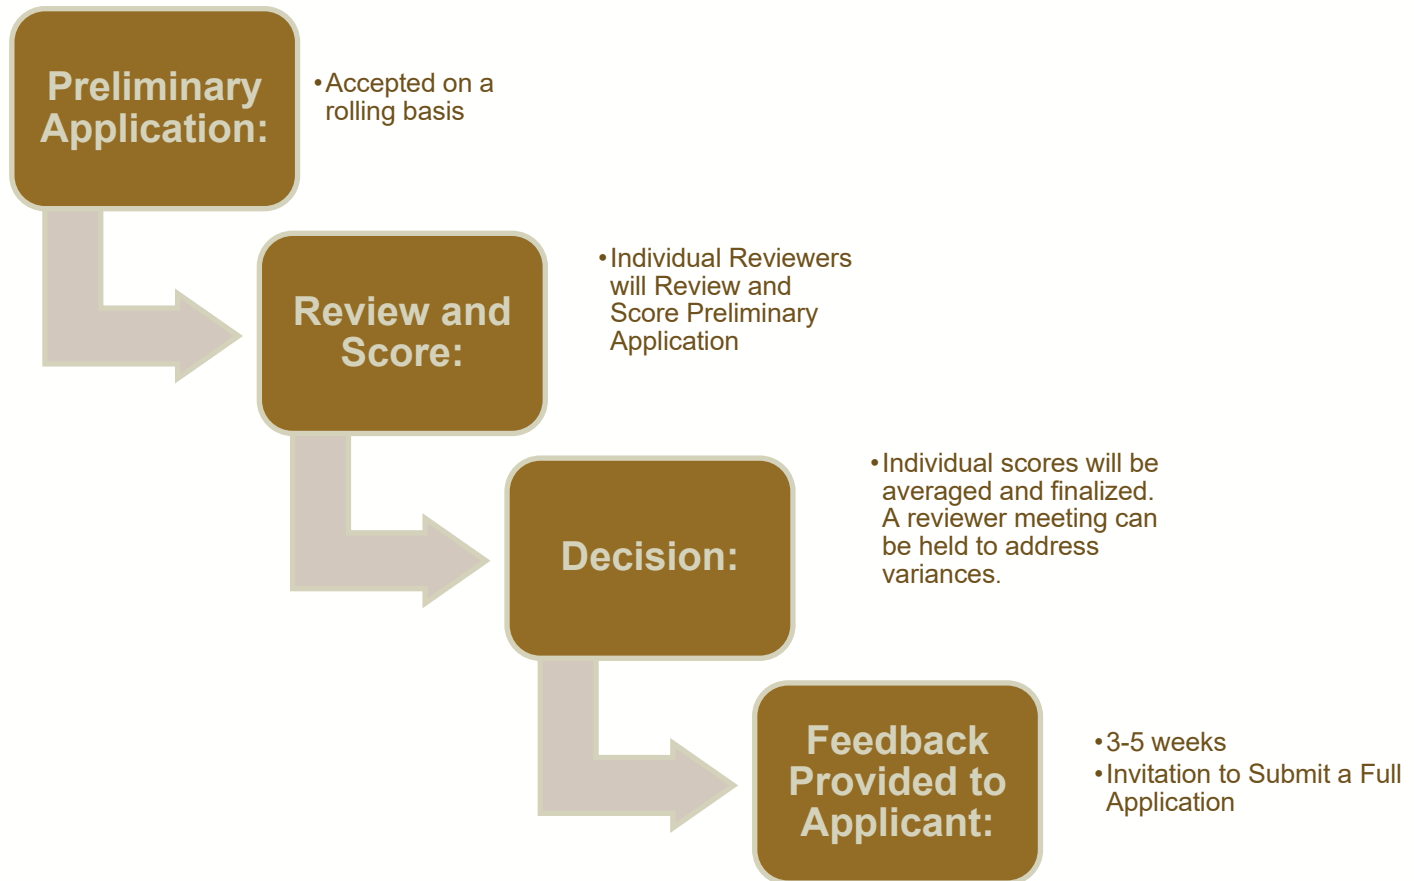 Preliminary
Application:
•Accepted on a
rolling basis
Review and
Score:
•Individual Reviewers
will Review and
Score Preliminary
Application
Decision:
•Individual scores will be
averaged and finalized.
A reviewer meeting can
be held to address
variances.
Feedback
Provided to
Applicant:
•3-5 weeks
•Invitation to Submit a Full
Application